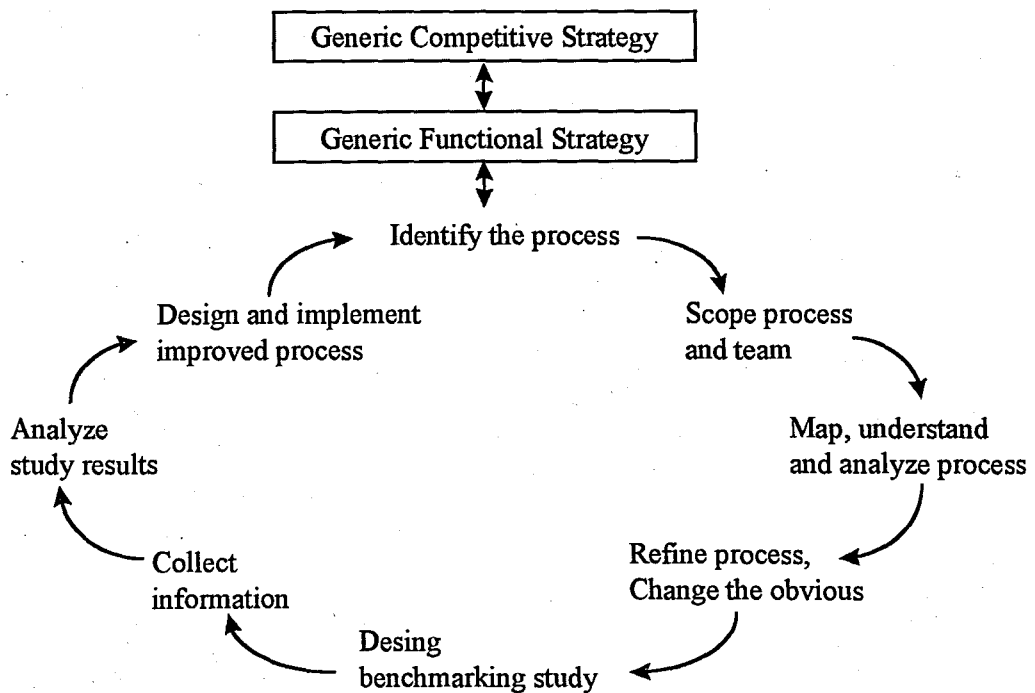 Generic Competitive Strategy
Generic Functional Strategy
Identify the process
Scope process
and team
Map, understand
and analyze process
Refine process,
Change the obvious
Desing
benchmarking study
Collect
information
Analyze
study results
Design and implement
improved process